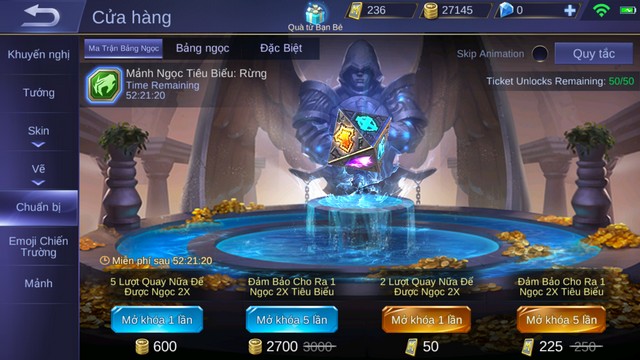 Cửa hàng
Quà từ Bạn Bè
236
27145
0
Khuyến nghị
Tướng
Skin
Vẽ
Chuẩn bị
Emoji Chiến
Trường
Mảnh
Ma Trận Bảng Ngọc
Bảng ngọc
Đặc Biệt
Skip Animation
Quy tắc
Mảnh Ngọc Tiêu Biểu: Rừng
Time Remaining
52:21:20
Ticket Unlocks Remaining: 50/50
Miễn phí sau 52:21:20
5 Lượt Quay Nữa Để
Được Ngọc 2X
Đảm Bảo Cho Ra 1
Ngọc 2X Tiêu Biểu
2 Lượt Quay Nữa Để
Được Ngọc 2X
Đảm Bảo Cho Ra 1
Ngọc 2X Tiêu Biểu
Mở khóa 1 lần
Mở khóa 5 lần
Mở khóa 1 lần
Mở khóa 5 lần
600
2700 3000
50
225 250